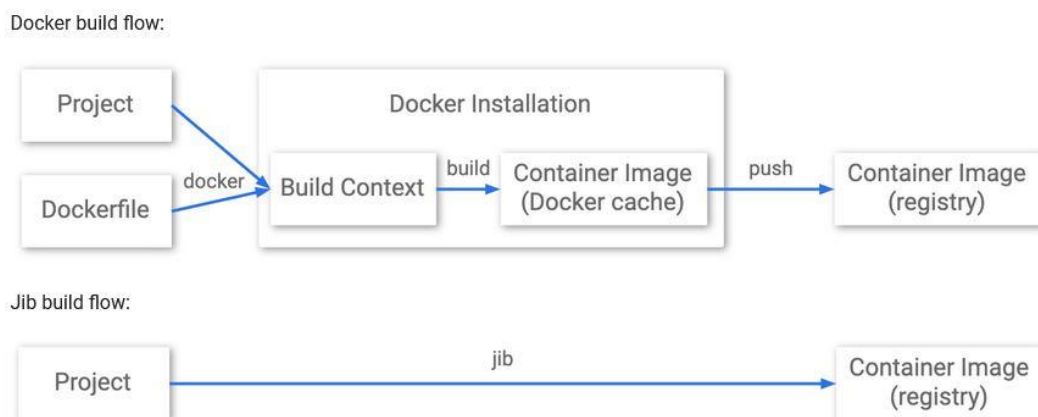 Docker build flow:
Project
Docker Installation
docker
Dockerfile
Build Context
build
Container Image
(Docker cache)
push
Container Image
(registry)
Jib build flow:
Project
jib
Container Image
(registry)